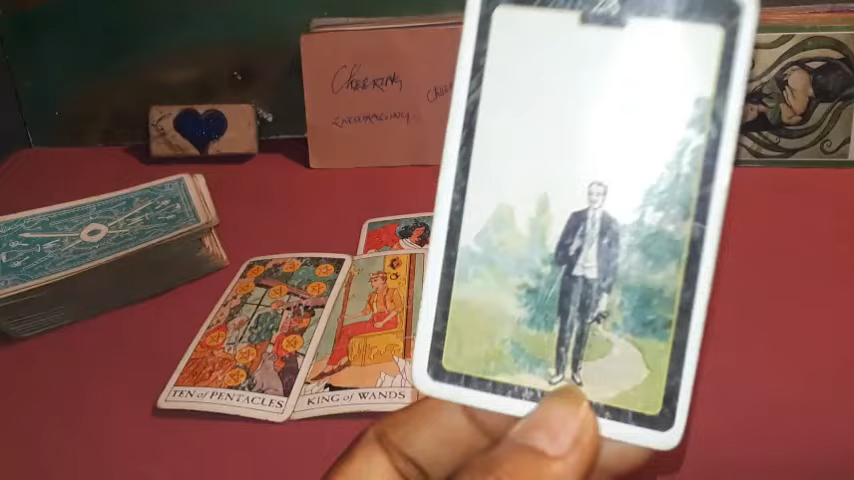 CHEERING
ENCOURAGING
TEN of PENTACLES
KING of WANDS